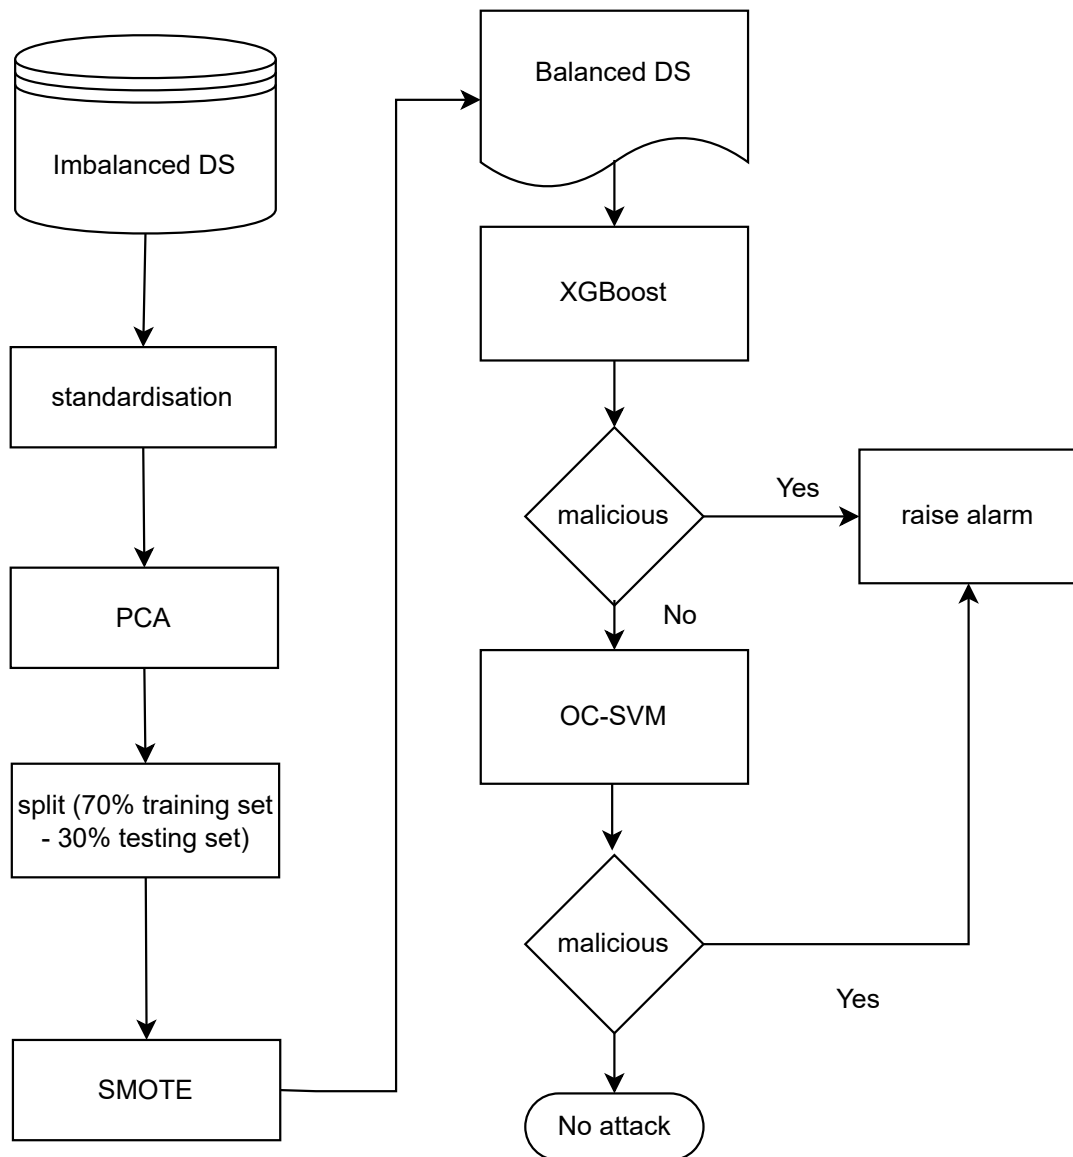 Imbalanced DS
standardisation
PCA
split (70% training set
- 30% testing set)
SMOTE
Balanced DS
XGBoost
malicious
Yes
raise alarm
No
OC-SVM
malicious
Yes
No attack